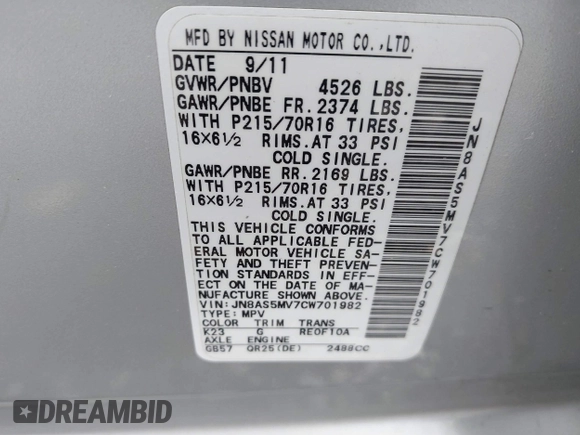 MFD BY NISSAN MOTOR CO.,LTD.
DATE 9/11
GVWR/PNBV 4526 LBS.
GAWR/PNBE FR. 2374 LBS.
WITH P215/70R16 TIRES,
16X6½ RIMS.AT 33 PSI
COLD SINGLE.
GAWR/PNBE RR. 2169 LBS.
WITH P215/70R16 TIRES,
16X6½ RIMS.AT 33 PSI
COLD SINGLE.
THIS VEHICLE CONFORMS
TO ALL APPLICABLE FED-
ERAL MOTOR VEHICLE SA-
FETY AND THEFT PREVEN-
TION STANDARDS IN EFF-
ECT ON THE DATE OF MA-
NUFACTURE SHOWN ABOVE.
VIN:JN8AS5MV7CW701982
TYPE: MPV
COLOR TRIM TRANS
K23 G RE0F10A
AXLE ENGINE
GB57 QR25(DE) 2488CC
JN8AS5MV7CW701982
DREAMBID
DREAMBID